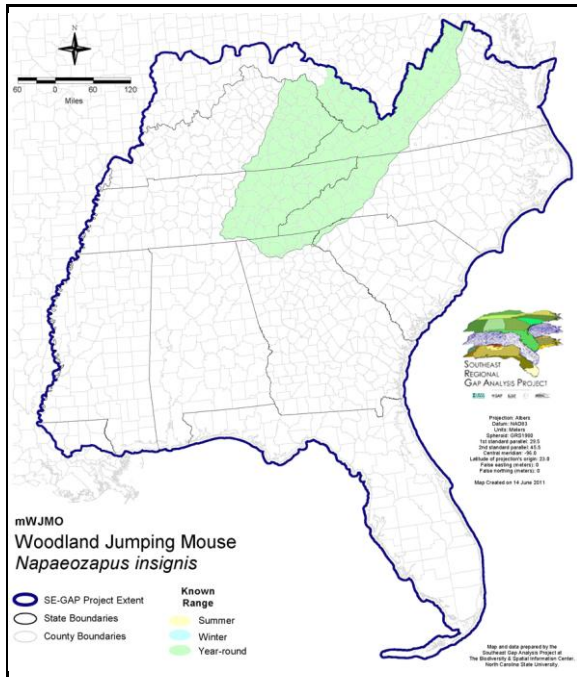 N
60 0 60 120
Miles
SOUTHEAST
REGIONAL
GAP ANALYSIS PROJECT
Projection: Albers
Datum: NAD83
Units: Meters
Spheroid: GRS1980
1st standard parallel: 29.5
2nd standard parallel: 45.5
Central meridian: -96.0
Latitude of projection's origin: 23.0
False easting (meters): 0
False northing (meters): 0
Map Created on 14 June 2011
mWJMO
Woodland Jumping Mouse
Napaeozapus insignis
SE-GAP Project Extent
State Boundaries
County Boundaries
Known
Range
Summer
Winter
Year-round
Map and data prepared by the
Southeast Gap Analysis Project at
The Biodiversity & Spatial Information Center,
North Carolina State University.